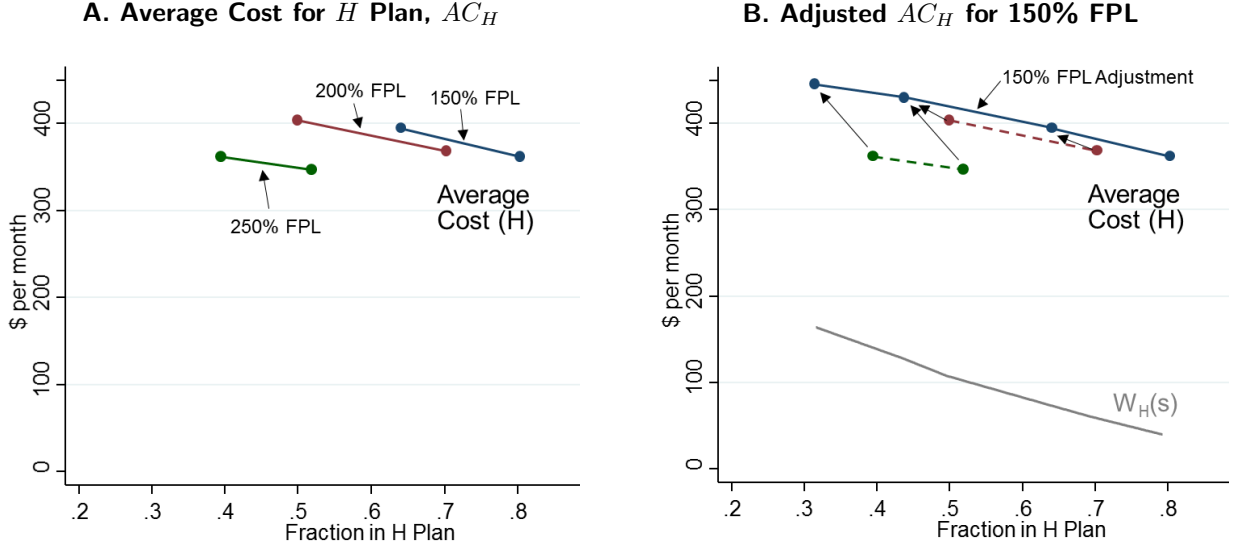 A. Average Cost for H Plan, AC_H
200% FPL
150% FPL
250% FPL
Average
Cost (H)
$ per month
400
300
200
100
0
.2 .3 .4 .5 .6 .7 .8
Fraction in H Plan
B. Adjusted AC_H for 150% FPL
150% FPL Adjustment
Average
Cost (H)
W_H(s)
$ per month
400
300
200
100
0
.2 .3 .4 .5 .6 .7 .8
Fraction in H Plan